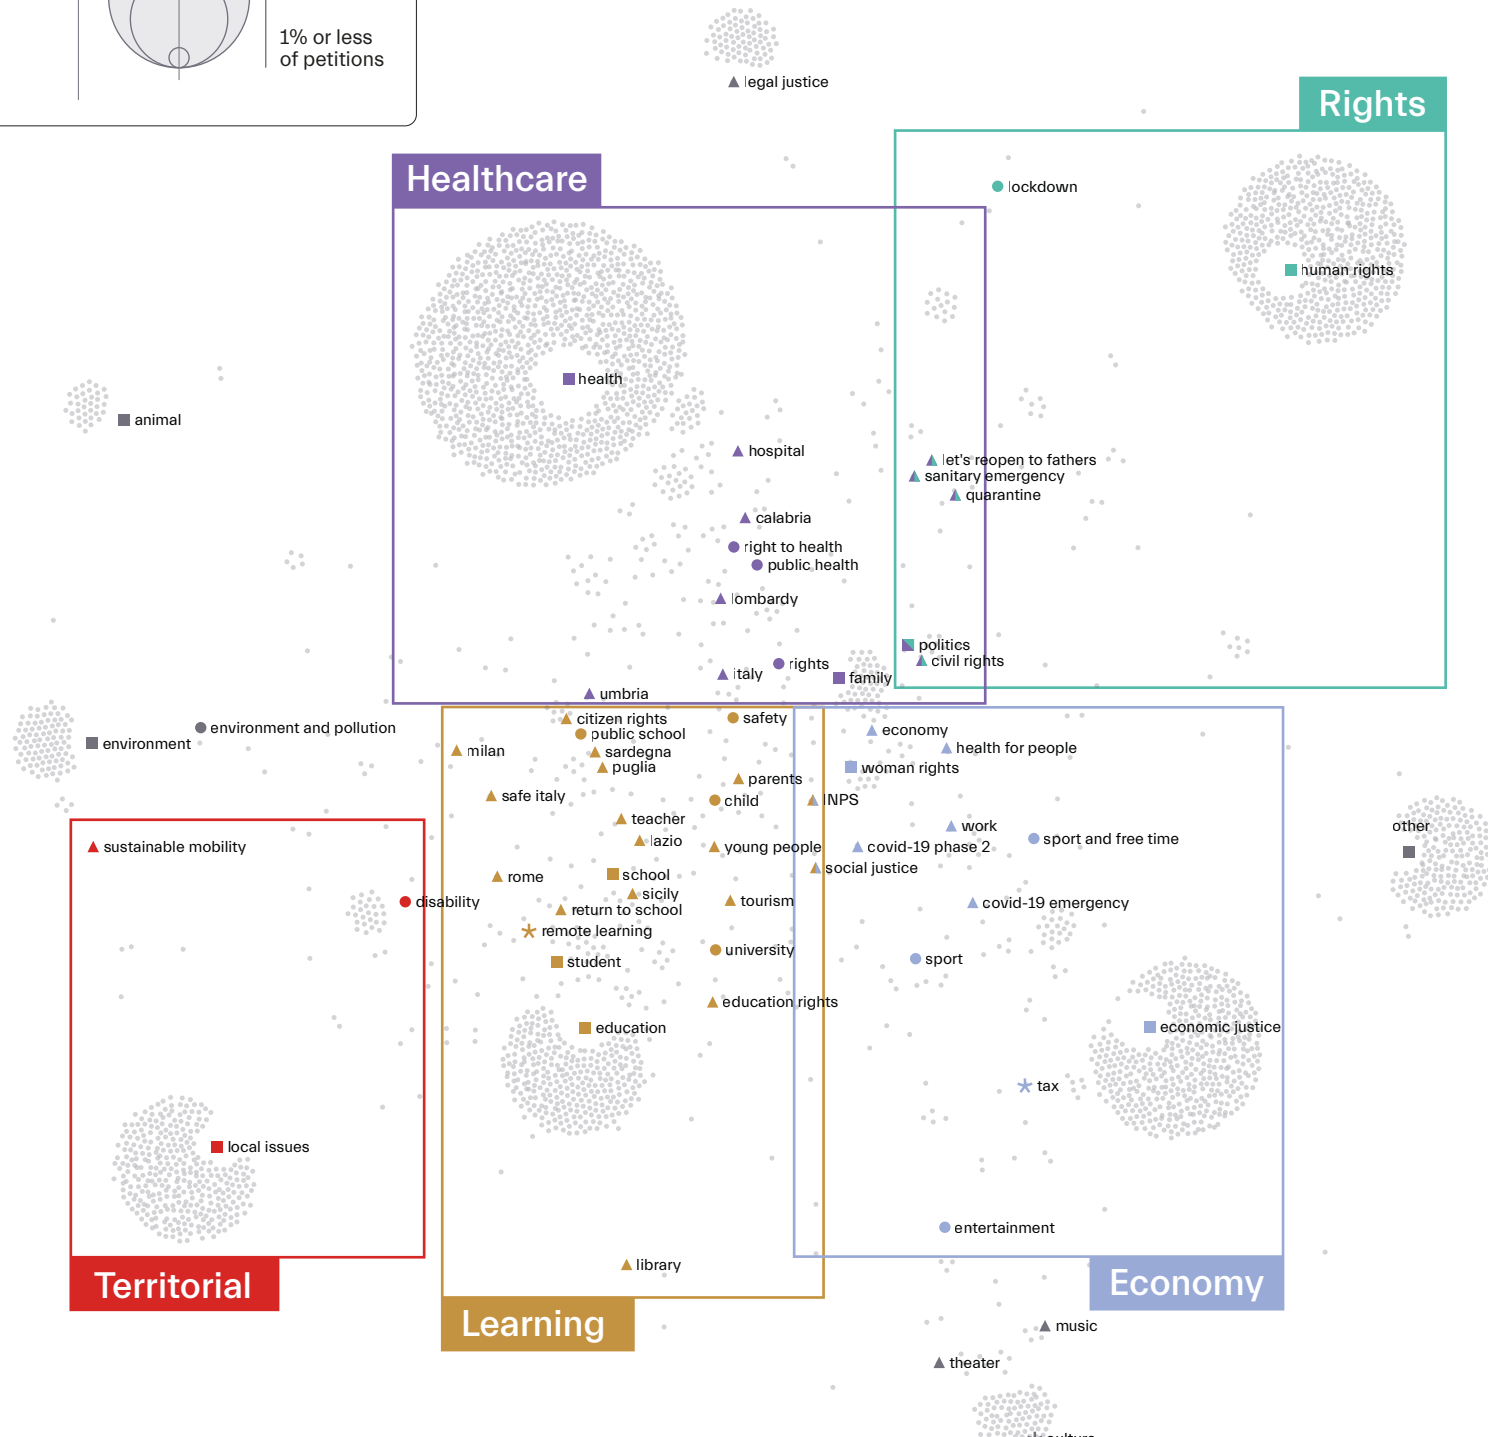 1% or less
of petitions
legal justice
Rights
Healthcare
lockdown
human rights
health
animal
hospital
let's reopen to fathers
sanitary emergency
quarantine
calabria
right to health
public health
lombardy
politics
civil rights
rights
italy
family
umbria
citizen rights
safety
public school
economy
environment and pollution
environment
milan
sardegna
health for people
puglia
woman rights
parents
safe italy
child
INPS
teacher
work
other
lazio
sport and free time
sustainable mobility
young people
covid-19 phase 2
social justice
rome
school
sicily
disability
return to school
tourism
covid-19 emergency
remote learning
university
sport
student
education rights
education
economic justice
tax
local issues
entertainment
library
Territorial
Economy
Learning
music
theater